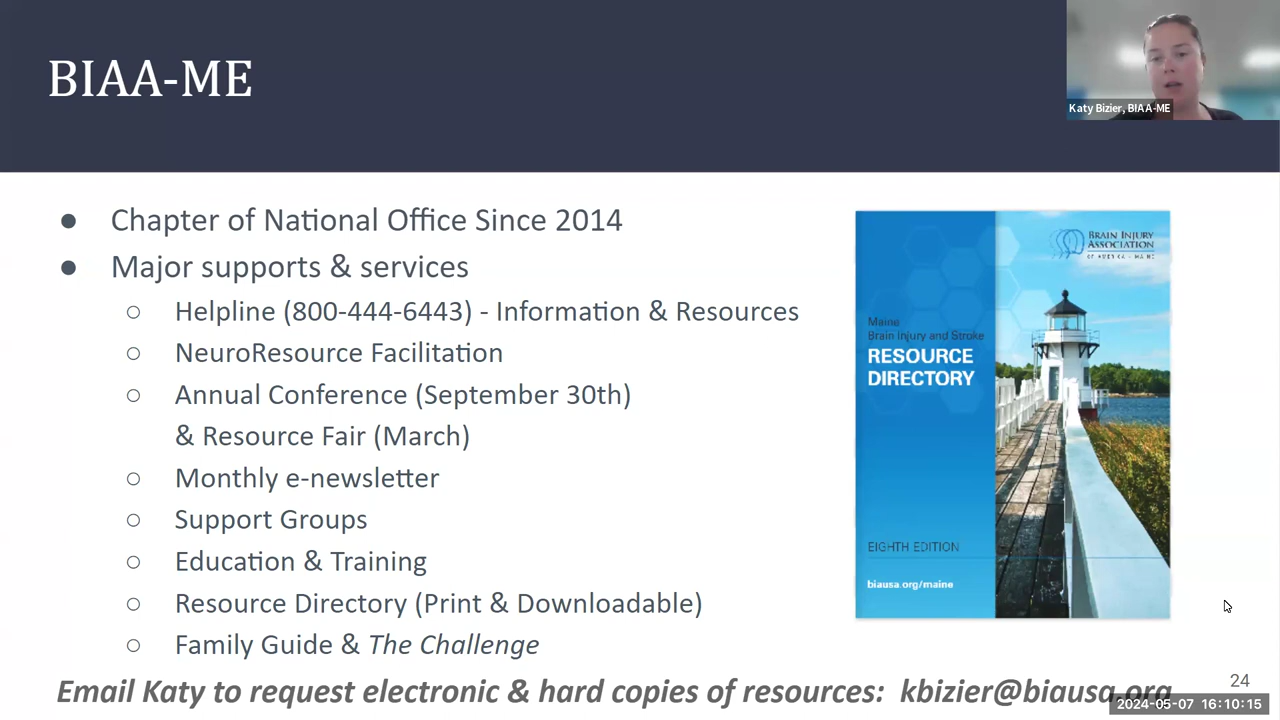 BIAA-ME
Katy Bizier, BIAA-ME
● Chapter of National Office Since 2014
● Major supports & services
○ Helpline (800-444-6443) - Information & Resources
○ NeuroResource Facilitation
○ Annual Conference (September 30th)
& Resource Fair (March)
○ Monthly e-newsletter
○ Support Groups
○ Education & Training
○ Resource Directory (Print & Downloadable)
○ Family Guide & The Challenge
BRAIN INJURY
ASSOCIATION
OF AMERICA - MAINE
Maine
Brain Injury and Stroke
RESOURCE
DIRECTORY
EIGHTH EDITION
biausa.org/maine
Email Katy to request electronic & hard copies of resources: kbizier@biausa.org
24
2024-05-07 16:10:15